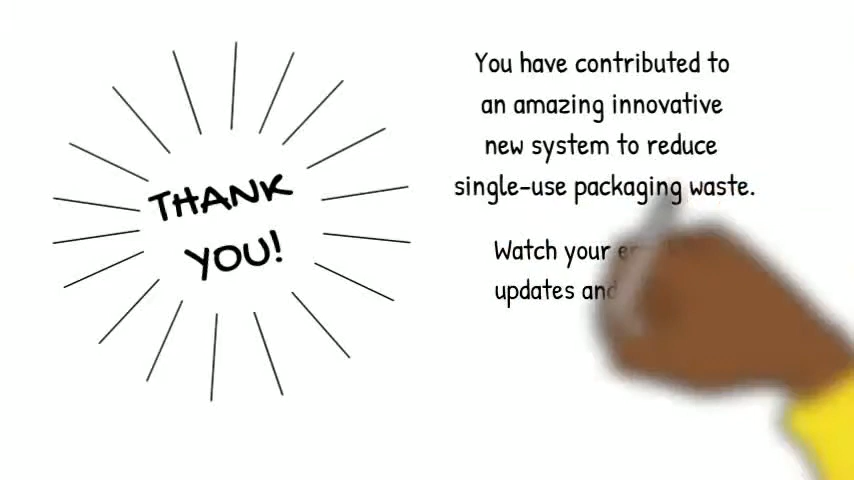 THANK
YOU!
You have contributed to
an amazing innovative
new system to reduce
single-use packaging waste.
Watch your
updates and